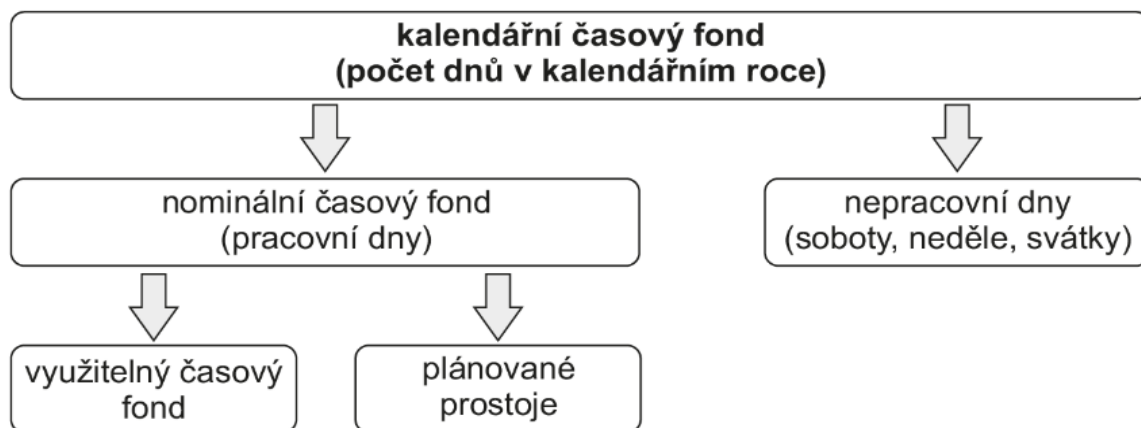 kalendářní časový fond
(počet dnů v kalendářním roce)
nominální časový fond
(pracovní dny)
nepracovní dny
(soboty, neděle, svátky)
využitelný časový
fond
plánované
prostoje